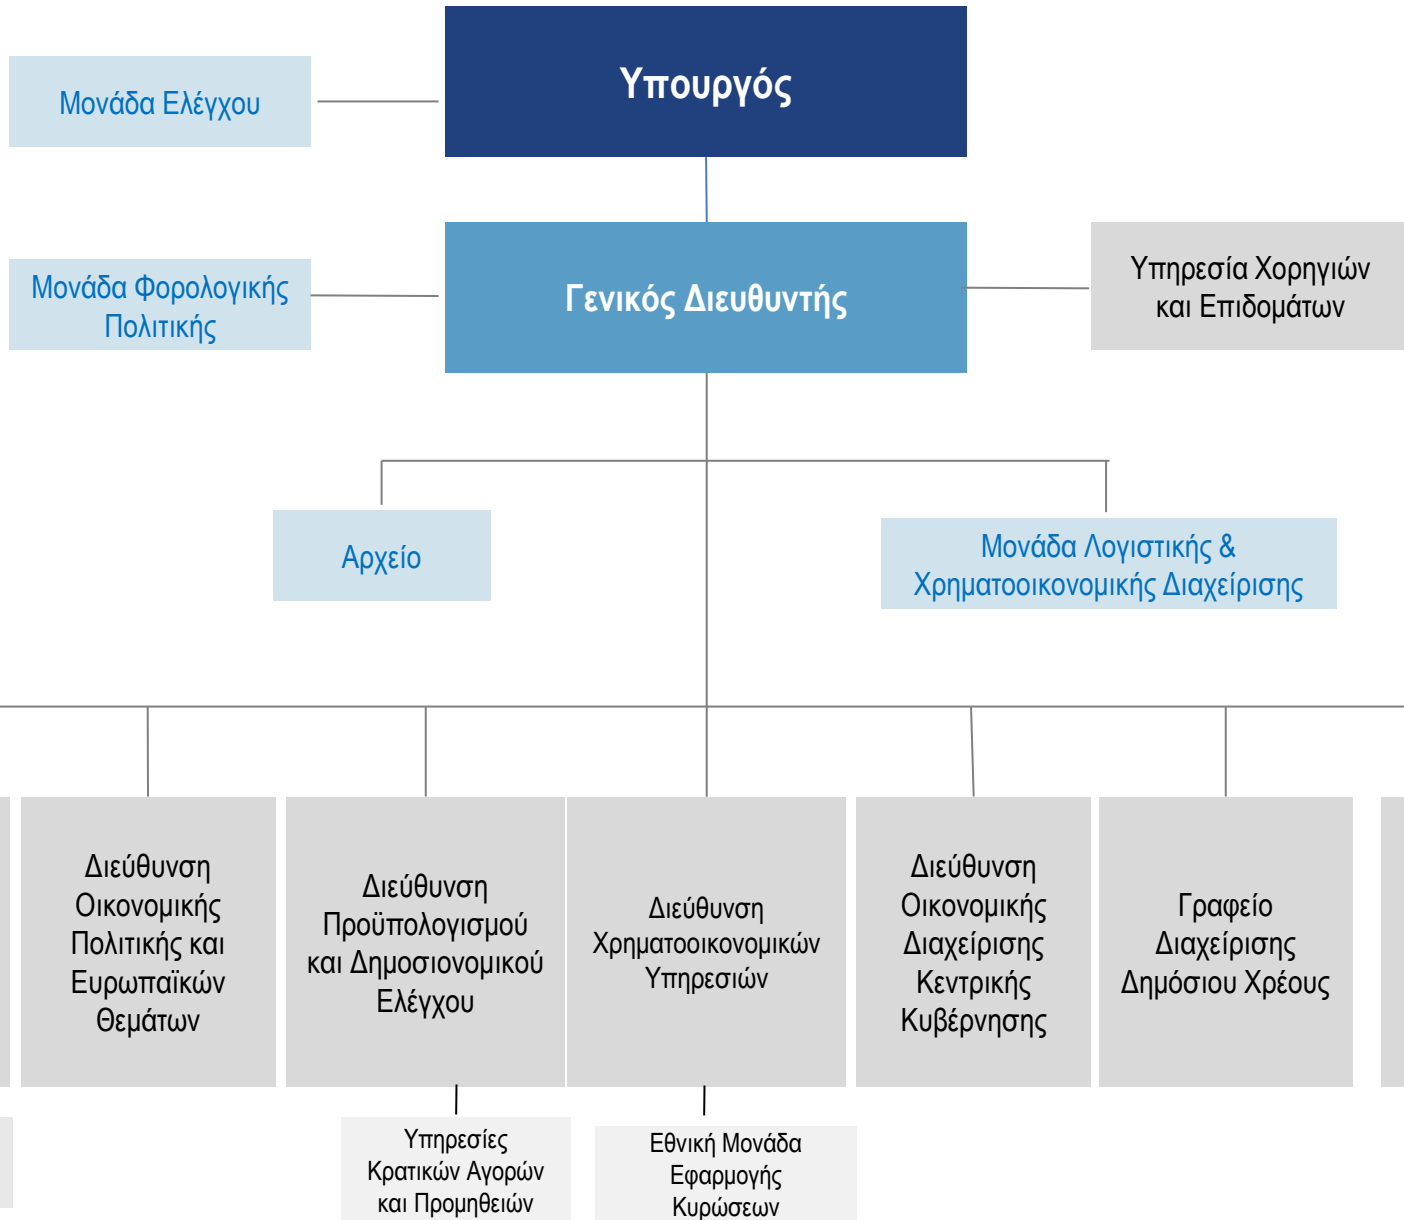 Υπουργός
Μονάδα Ελέγχου
Γενικός Διευθυντής
Μονάδα Φορολογικής
Πολιτικής
Υπηρεσία Χορηγιών
και Επιδομάτων
Αρχείο
Μονάδα Λογιστικής &
Χρηματοοικονομικής Διαχείρισης
Διεύθυνση
Οικονομικής
Πολιτικής και
Ευρωπαϊκών
Θεμάτων
Διεύθυνση
Προϋπολογισμού
και Δημοσιονομικού
Ελέγχου
Διεύθυνση
Χρηματοοικονομικών
Υπηρεσιών
Διεύθυνση
Οικονομικής
Διαχείρισης
Κεντρικής
Κυβέρνησης
Γραφείο
Διαχείρισης
Δημόσιου Χρέους
Υπηρεσίες
Κρατικών Αγορών
και Προμηθειών
Εθνική Μονάδα
Εφαρμογής
Κυρώσεων